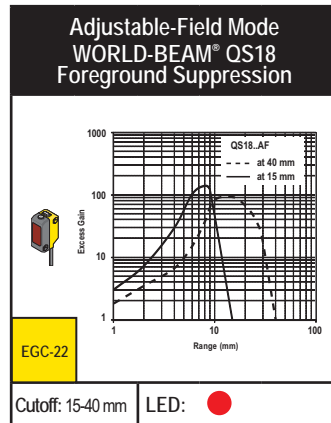 Adjustable-Field Mode
WORLD-BEAM® QS18
Foreground Suppression
1000
100
10
1
Excess Gain
QS18..AF
at 40 mm
at 15 mm
1
10
100
Range (mm)
EGC-22
Cutoff: 15-40 mm
LED: